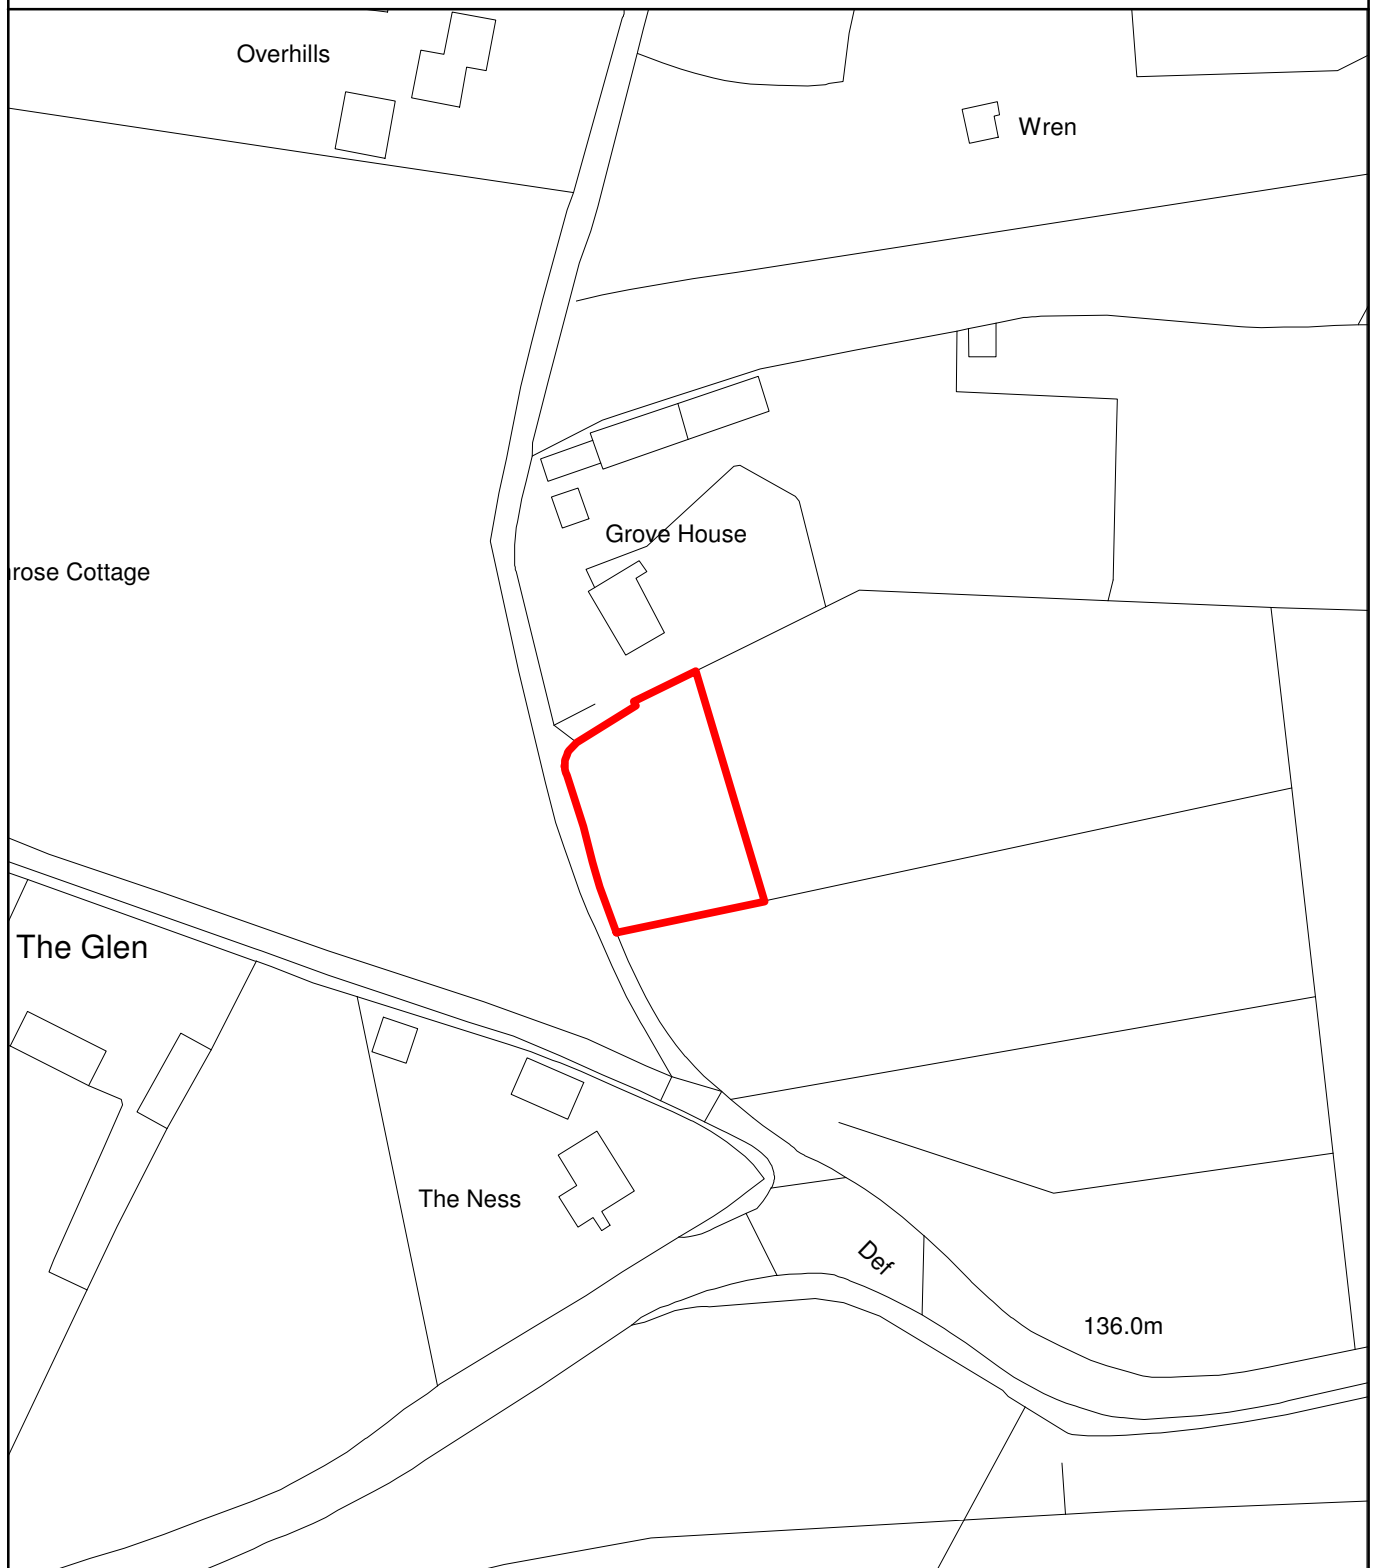 Overhills
Wren
Grove House
rose Cottage
The Glen
The Ness
Def
136.0m